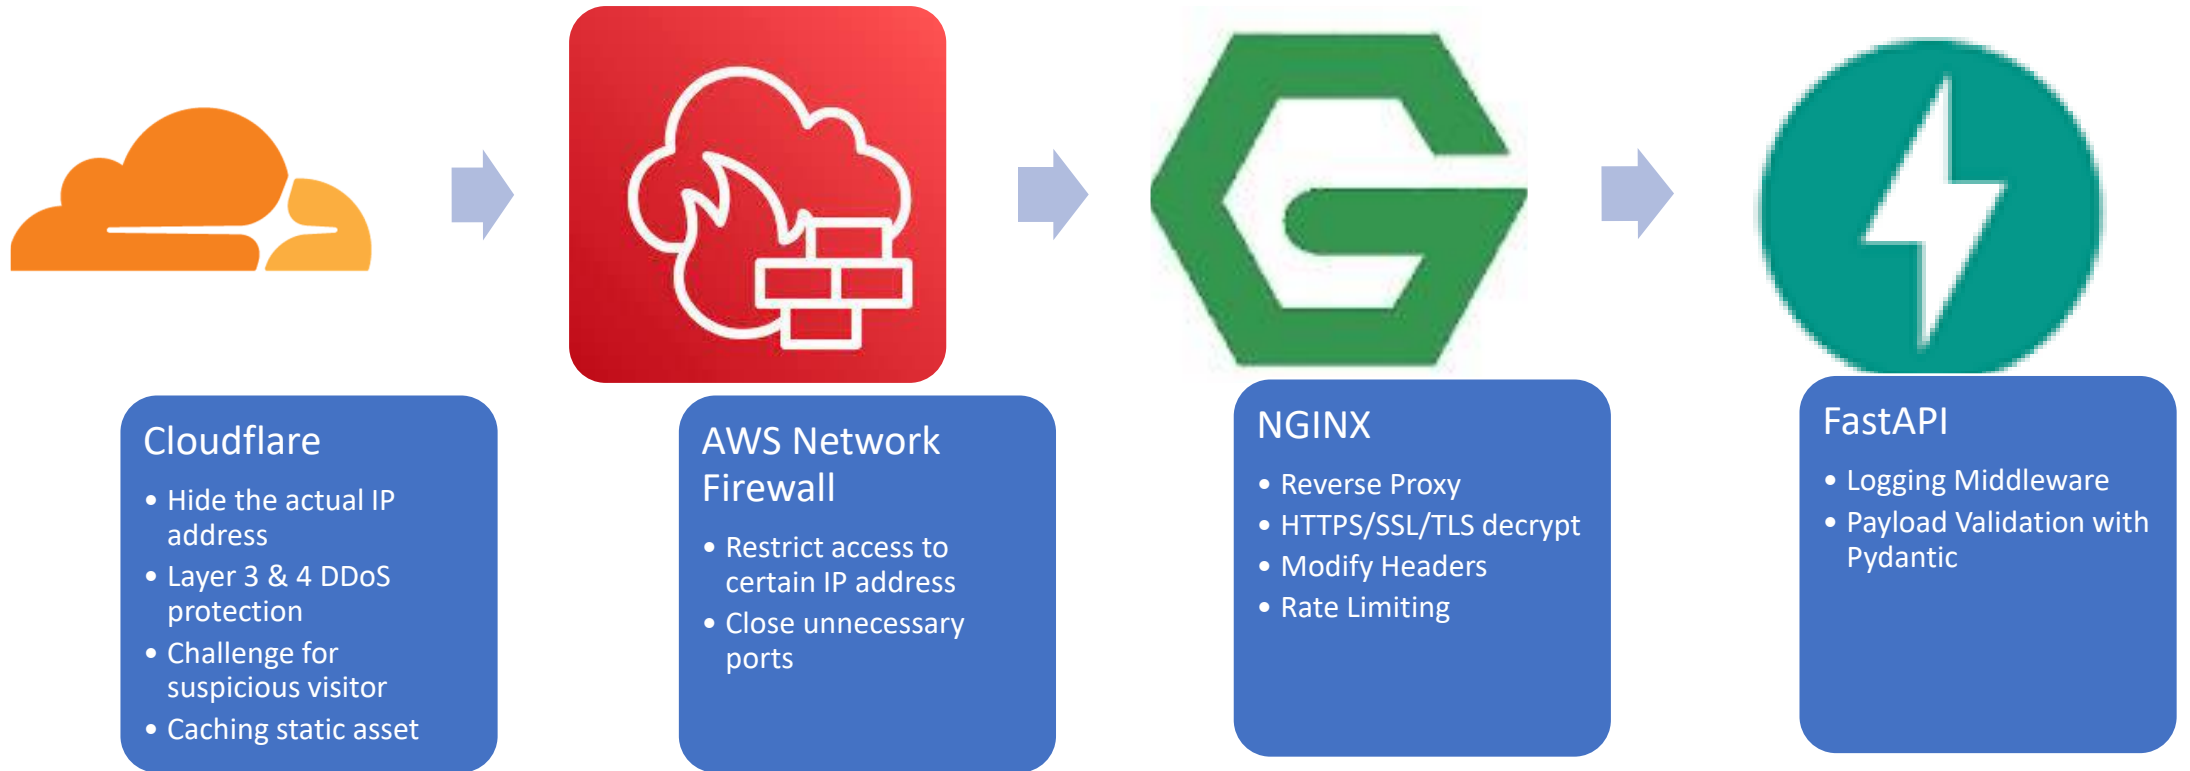 Cloudflare
• Hide the actual IP
address
• Layer 3 & 4 DDoS
protection
• Challenge for
suspicious visitor
• Caching static asset
AWS Network
Firewall
• Restrict access to
certain IP address
• Close unnecessary
ports
NGINX
• Reverse Proxy
• HTTPS/SSL/TLS decrypt
• Modify Headers
• Rate Limiting
FastAPI
• Logging Middleware
• Payload Validation with
Pydantic